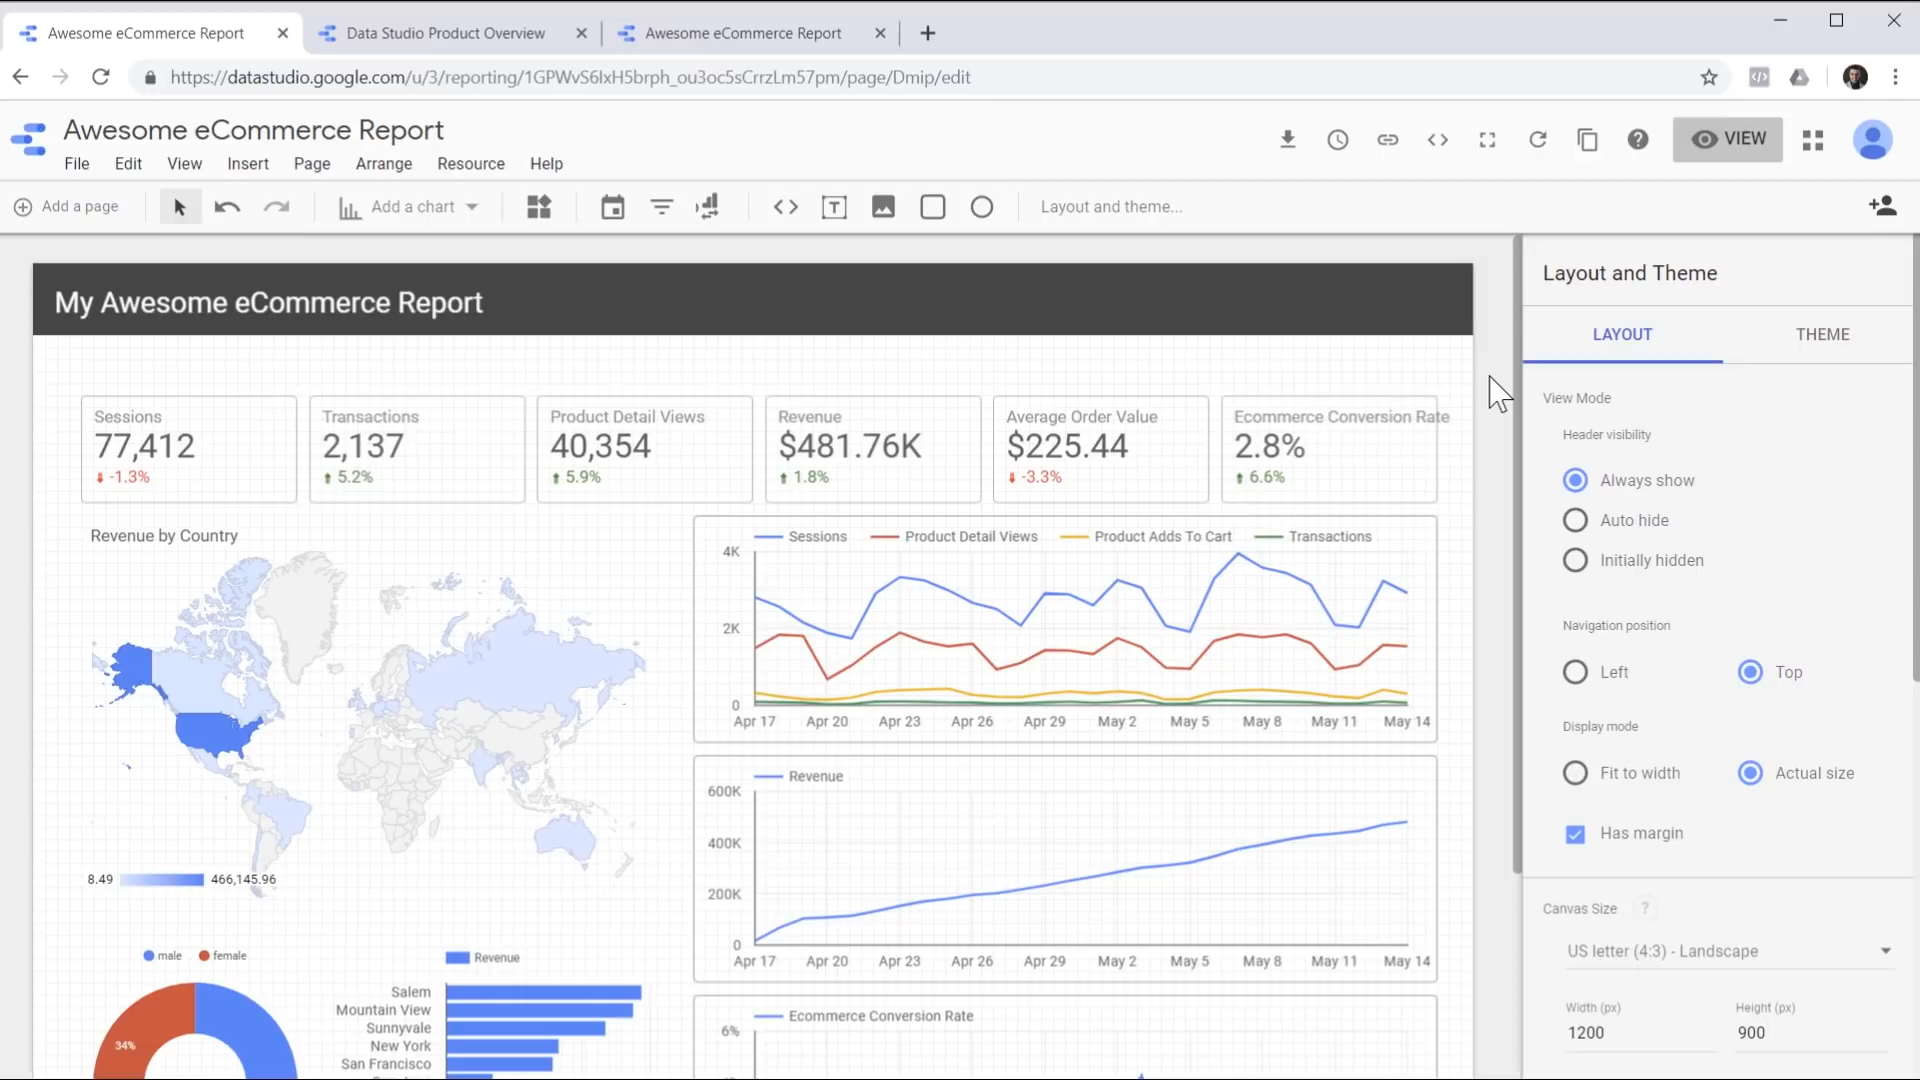 Awesome eCommerce Report
Data Studio Product Overview
Awesome eCommerce Report
https://datastudio.google.com/u/3/reporting/1GPWvS6IxH5brph_ou3oc5sCrrzLm57pm/page/Dmip/edit
Awesome eCommerce Report
File Edit View Insert Page Arrange Resource Help
VIEW
Add a page
Add a chart
Layout and theme...
My Awesome eCommerce Report
Sessions
77,412
-1.3%
Transactions
2,137
5.2%
Product Detail Views
40,354
5.9%
Revenue
$481.76K
1.8%
Average Order Value
$225.44
-3.3%
Ecommerce Conversion Rate
2.8%
6.6%
Revenue by Country
8.49
466,145.96
Sessions Product Detail Views Product Adds To Cart Transactions
4K
2K
0
Apr 17 Apr 20 Apr 23 Apr 26 Apr 29 May 2 May 5 May 8 May 11 May 14
Revenue
600K
400K
200K
0
Apr 17 Apr 20 Apr 23 Apr 26 Apr 29 May 2 May 5 May 8 May 11 May 14
male female
34%
Revenue
Salem
Mountain View
Sunnyvale
New York
San Francisco
Ecommerce Conversion Rate
6%
Layout and Theme
LAYOUT THEME
View Mode
Header visibility
Always show
Auto hide
Initially hidden
Navigation position
Left Top
Display mode
Fit to width Actual size
Has margin
Canvas Size ?
US letter (4:3) - Landscape
Width (px) Height (px)
1200 900